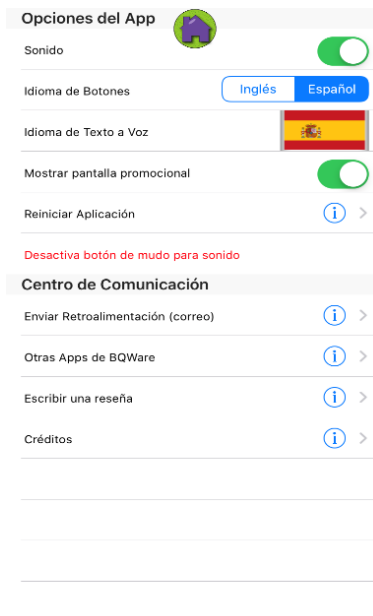 Opciones del App
Sonido
Idioma de Botones
Inglés
Español
Idioma de Texto a Voz
Mostrar pantalla promocional
Reiniciar Aplicación
Desactiva botón de mudo para sonido
Centro de Comunicación
Enviar Retroalimentación (correo)
Otras Apps de BQWare
Escribir una reseña
Créditos